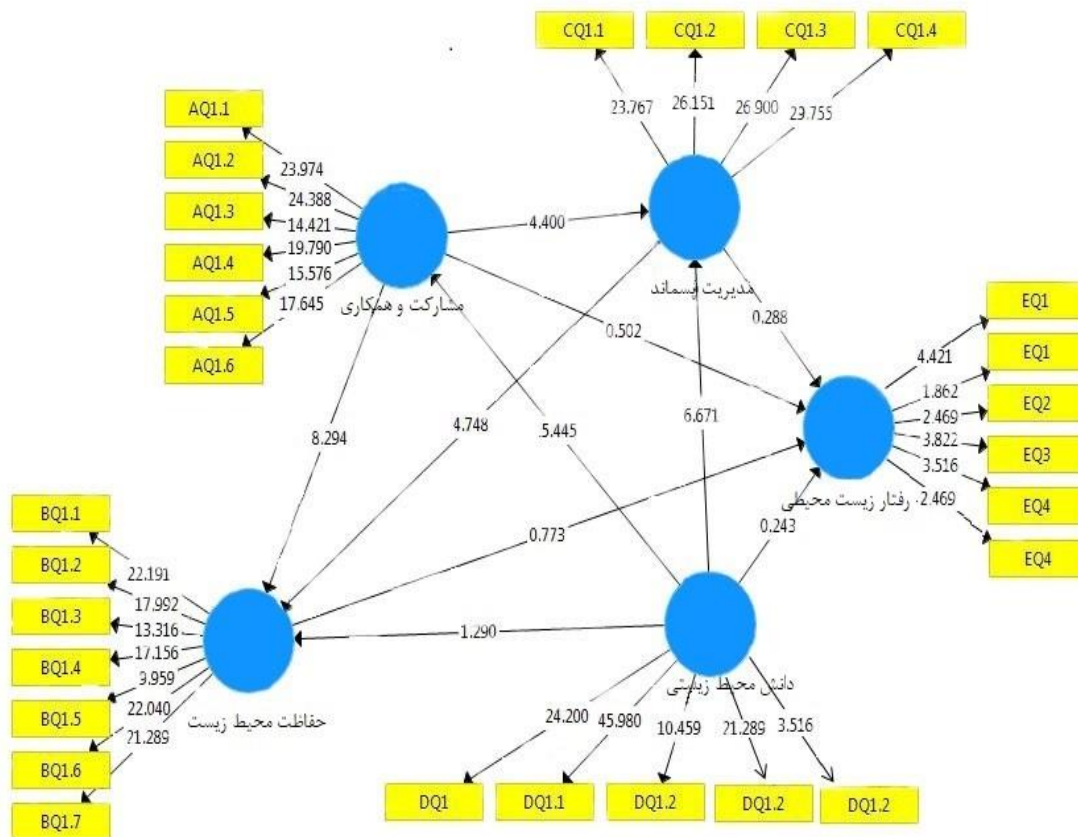 CQ1.1
CQ1.2
CQ1.3
CQ1.4
23.767
26.151
26.900
29.755
AQ1.1
AQ1.2
AQ1.3
AQ1.4
AQ1.5
AQ1.6
23.974
24.388
14.421
19.790
15.576
17.645
مشارکت و همکاری
4.400
مدیریت پسماند
0.502
0.288
8.294
4.748
5.445
6.671
EQ1
EQ1
EQ2
EQ3
EQ4
EQ4
4.421
1.862
2.469
3.822
3.516
2.469
رفتار زیست محیطی
0.773
0.243
BQ1.1
BQ1.2
BQ1.3
BQ1.4
BQ1.5
BQ1.6
BQ1.7
22.191
17.992
13.316
17.156
9.959
22.040
21.289
حفاظت محیط زیست
1.290
دانش محیط زیستی
24.200
45.980
10.459
21.289
3.516
DQ1
DQ1.1
DQ1.2
DQ1.2
DQ1.2